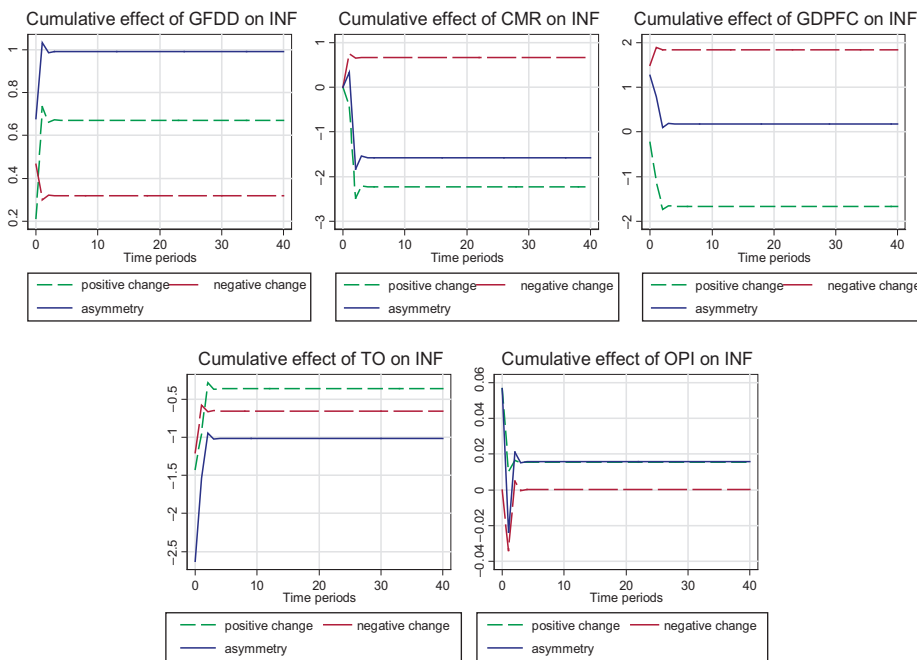 Cumulative effect of GFDD on INF
1
0.8
0.6
0.4
0.2
0 10 20 30 40
Time periods
positive change negative change
asymmetry
Cumulative effect of CMR on INF
1
0
−1
−2
−3
0 10 20 30 40
Time periods
positive change negative change
asymmetry
Cumulative effect of GDPFC on INF
2
1
0
−1
−2
0 10 20 30 40
Time periods
positive change negative change
asymmetry
Cumulative effect of TO on INF
−0.5
−1
−1.5
−2
−2.5
0 10 20 30 40
Time periods
positive change negative change
asymmetry
Cumulative effect of OPI on INF
0.06
0.04
0.02
0
−0.02
−0.04
0 10 20 30 40
Time periods
positive change negative change
asymmetry